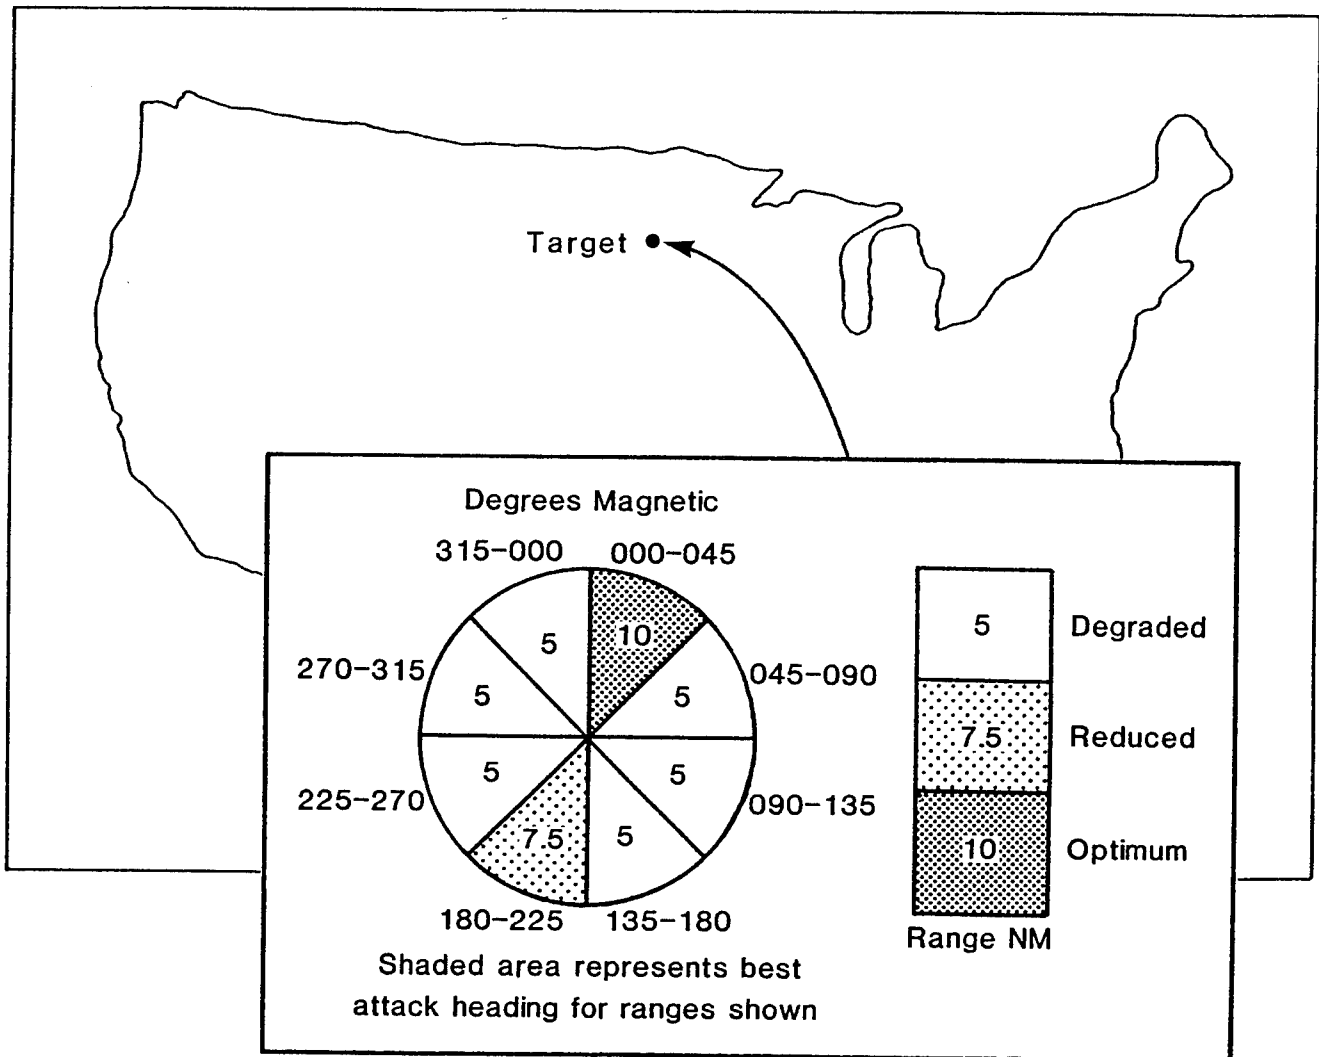 Target
Degrees Magnetic
315-000 000-045
5 10
270-315 045-090
5 5
5 5
225-270 090-135
7.5 5
180-225 135-180
Shaded area represents best
attack heading for ranges shown
5 Degraded
7.5 Reduced
10 Optimum
Range NM